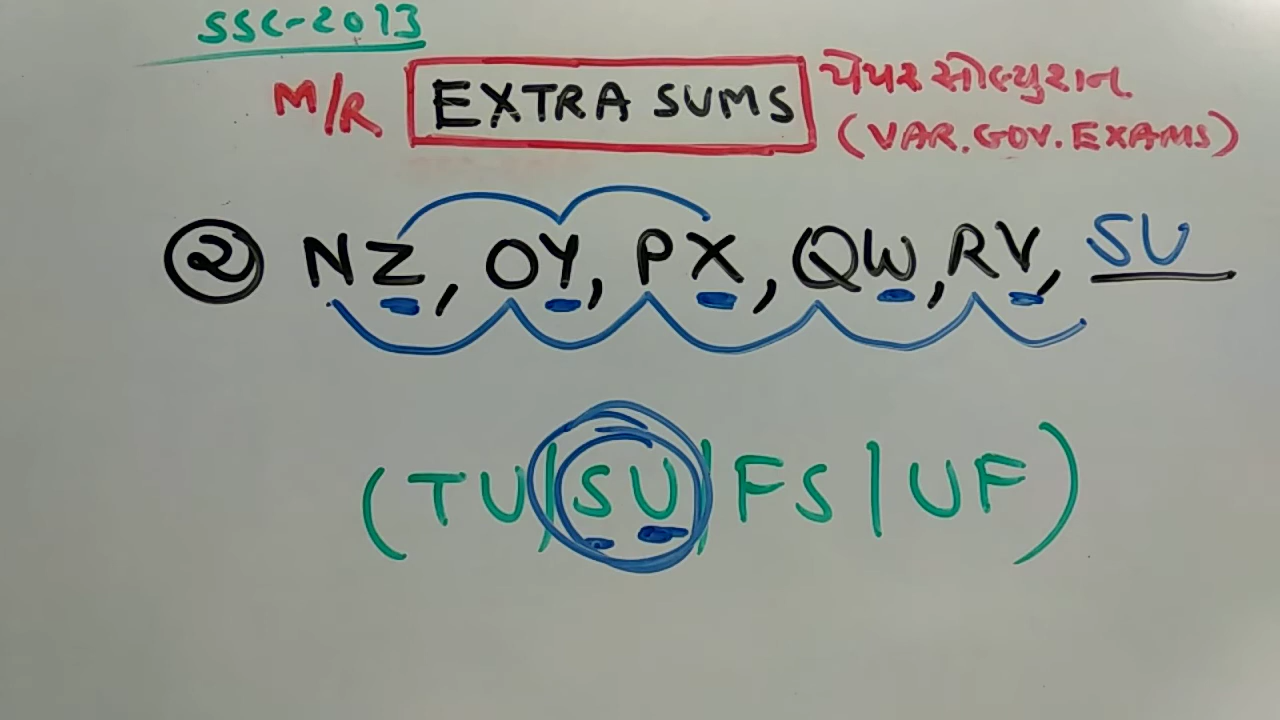 SSC-2013
M/R EXTRA SUMS પેપર સોલ્યુશન
(VAR. GOV. EXAMS)
૨ NZ, OY, PX, QW, RV, SU
(TU|SU|FS|UF)